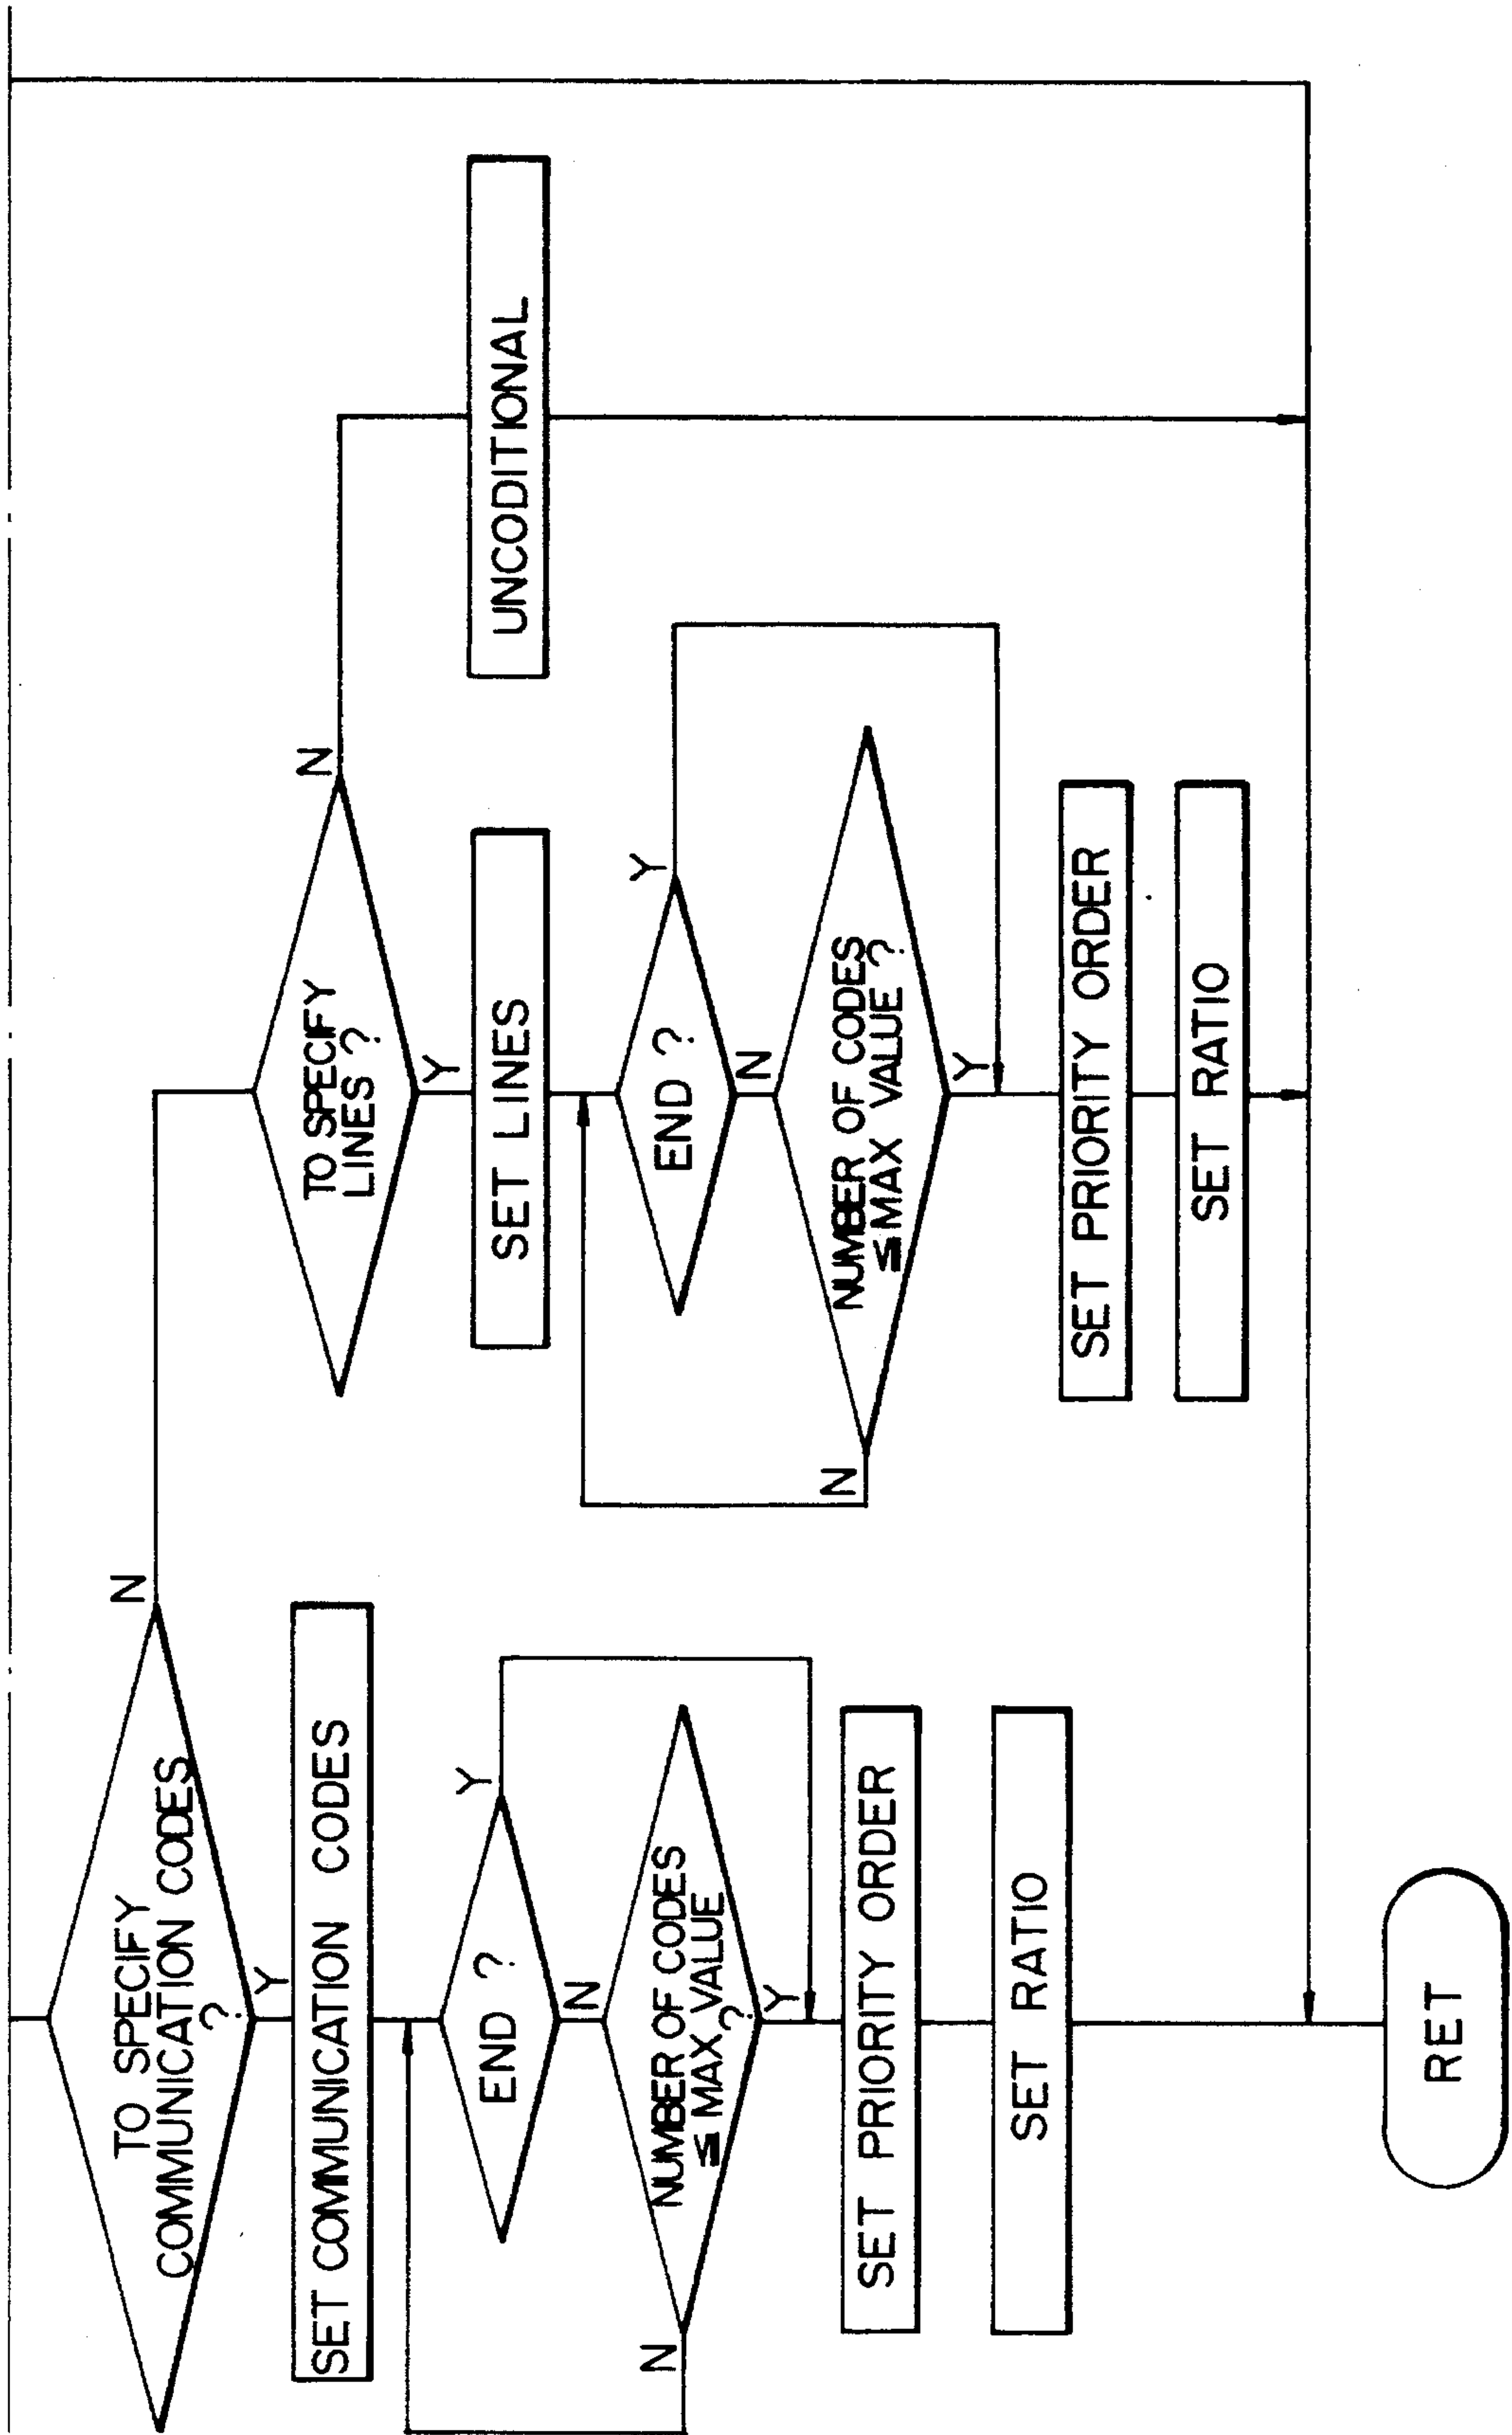 TO SPECIFY
COMMUNICATION CODES
?
N
Y
SET COMMUNICATION CODES
END ?
Y
N
NUMBER OF CODES
≦ MAX VALUE
?
N
Y
SET PRIORITY ORDER
SET RATIO
RET
TO SPECIFY
LINES ?
N
Y
SET LINES
END ?
Y
N
NUMBER OF CODES
≦ MAX VALUE ?
N
Y
SET PRIORITY ORDER
SET RATIO
UNCODITIONAL